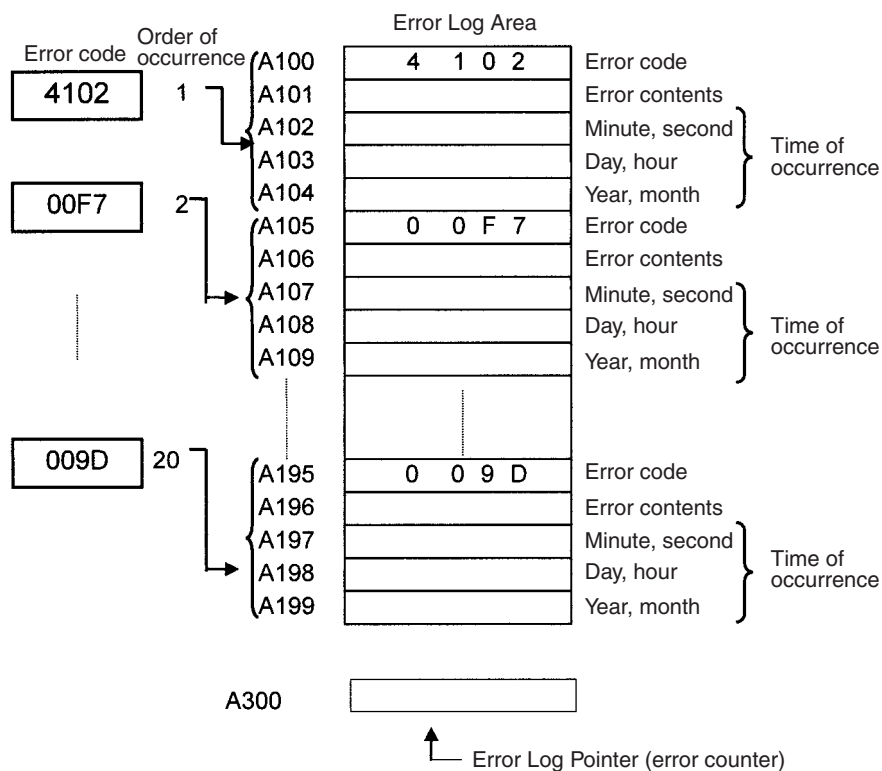 Error Log Area
Error code
Order of
occurrence
4102
1
A100
4 1 0 2
Error code
A101
Error contents
A102
Minute, second
A103
Day, hour
A104
Year, month
Time of
occurrence
00F7
2
A105
0 0 F 7
Error code
A106
Error contents
A107
Minute, second
A108
Day, hour
A109
Year, month
Time of
occurrence
009D
20
A195
0 0 9 D
Error code
A196
Error contents
A197
Minute, second
A198
Day, hour
A199
Year, month
Time of
occurrence
A300
Error Log Pointer (error counter)